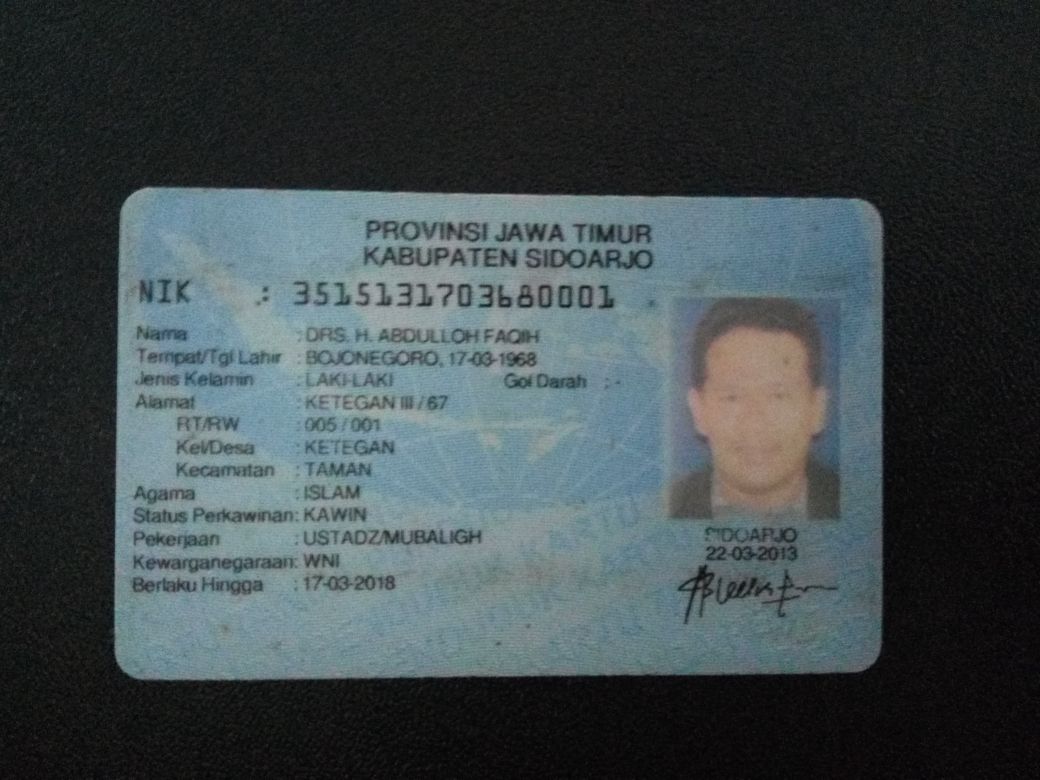 PROVINSI JAWA TIMUR
KABUPATEN SIDOARJO
NIK : 3515131703680001
Nama : DRS. H. ABDULLOH FAQIH
Tempat/Tgl Lahir : BOJONEGORO, 17-03-1968
Jenis Kelamin : LAKI-LAKI Gol Darah : -
Alamat : KETEGAN III / 67
RT/RW : 005 / 001
Kel/Desa : KETEGAN
Kecamatan : TAMAN
Agama : ISLAM
Status Perkawinan: KAWIN
Pekerjaan : USTADZ/MUBALIGH
Kewarganegaraan: WNI
Berlaku Hingga : 17-03-2018
SIDOARJO
22-03-2013